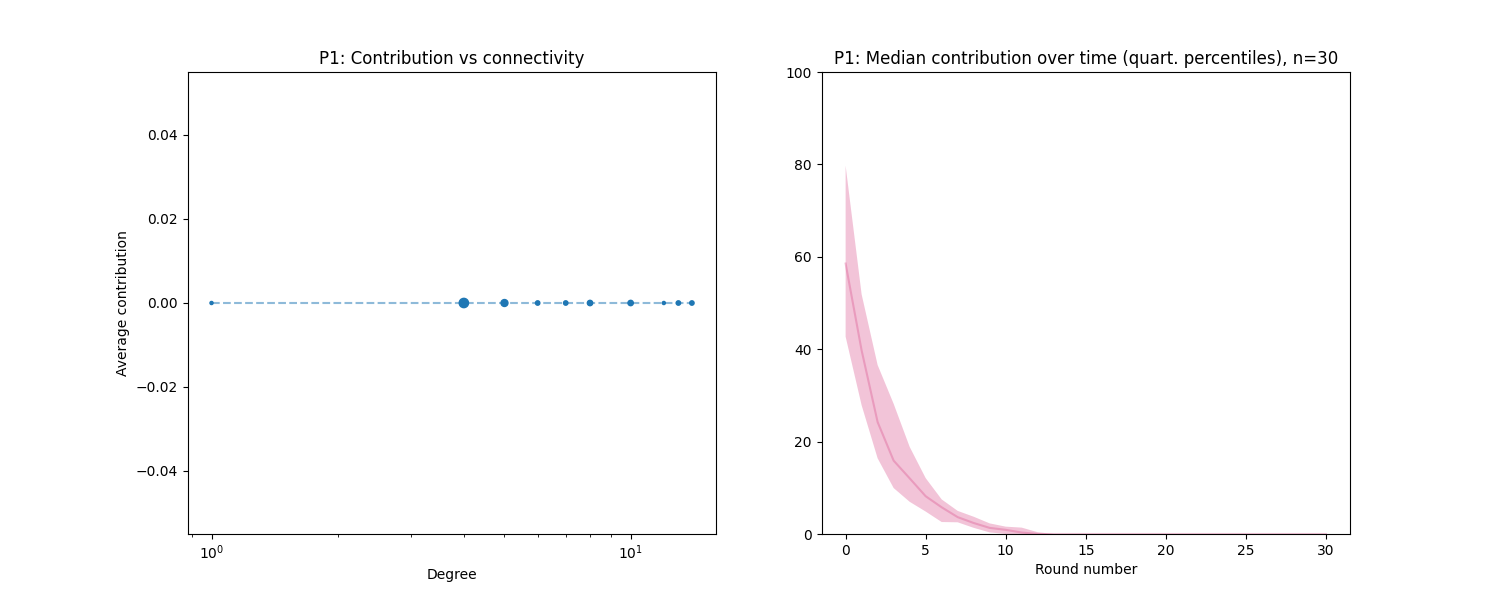 P1: Contribution vs connectivity
0.04
0.02
0.00
−0.02
−0.04
Average contribution
10⁰
10¹
Degree
P1: Median contribution over time (quart. percentiles), n=30
100
80
60
40
20
0
0 5 10 15 20 25 30
Round number